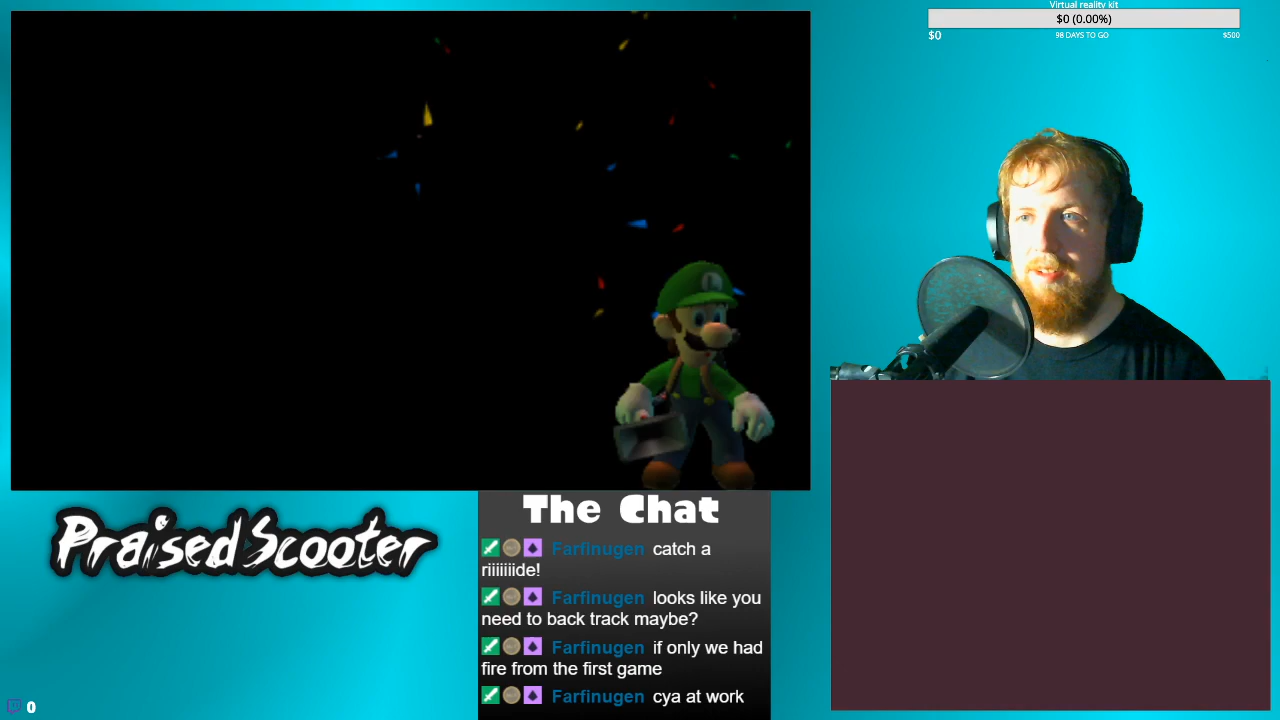 Virtual reality kit
$0 (0.00%)
$0 98 DAYS TO GO $500
L
PraisedScooter
The Chat
Farfinugen catch a
riiiiiiide!
Farfinugen looks like you
need to back track maybe?
Farfinugen if only we had
fire from the first game
Farfinugen cya at work
0